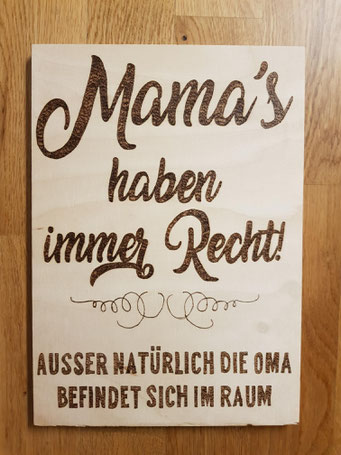 Mama's
haben
immer Recht!
AUSSER NATÜRLICH DIE OMA
BEFINDET SICH IM RAUM